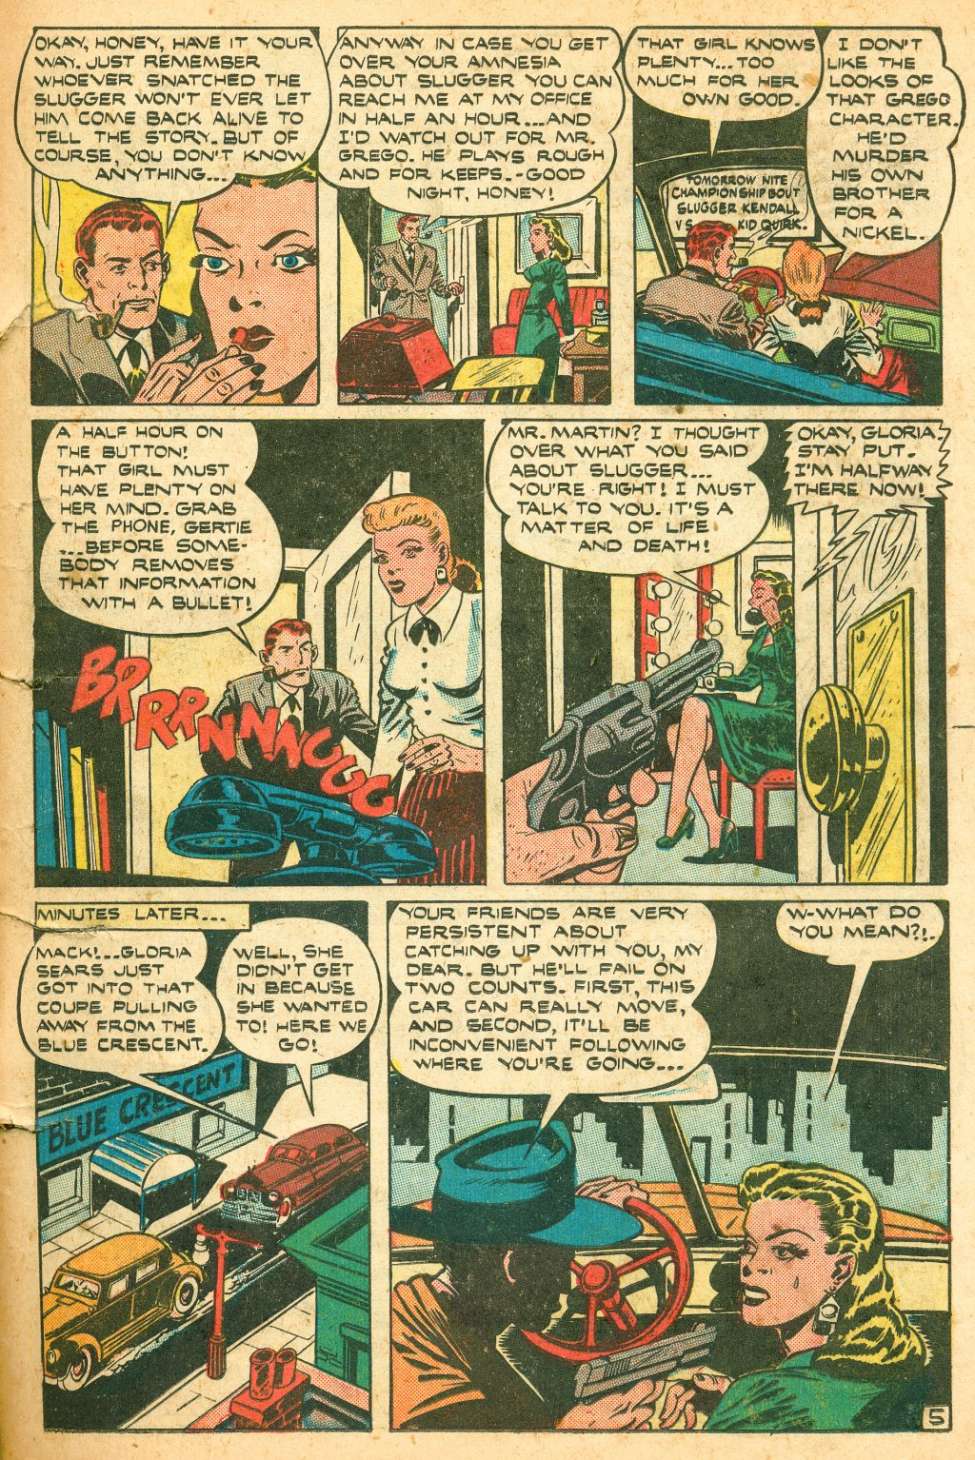 OKAY, HONEY, HAVE IT YOUR
WAY. JUST REMEMBER
WHOEVER SNATCHED THE
SLUGGER WON'T EVER LET
HIM COME BACK ALIVE TO
TELL THE STORY. BUT OF
COURSE, YOU DON'T KNOW
ANYTHING...
ANYWAY IN CASE YOU GET
OVER YOUR AMNESIA
ABOUT SLUGGER YOU CAN
REACH ME AT MY OFFICE
IN HALF AN HOUR...AND
I'D WATCH OUT FOR MR.
GREGO. HE PLAYS ROUGH
AND FOR KEEPS.-GOOD
NIGHT, HONEY!
THAT GIRL KNOWS
PLENTY...TOO
MUCH FOR HER
OWN GOOD.
I DON'T
LIKE THE
LOOKS OF
THAT GREGO
CHARACTER.
HE'D
MURDER
HIS OWN
BROTHER
FOR A
NICKEL.
TOMORROW NITE
CHAMPIONSHIP BOUT
SLUGGER KENDALL
VS KID QUIRK.
A HALF HOUR ON
THE BUTTON!
THAT GIRL MUST
HAVE PLENTY ON
HER MIND. GRAB
THE PHONE, GERTIE
...BEFORE SOME-
BODY REMOVES
THAT INFORMATION
WITH A BULLET!
BRRRRNNNGGGG
MR. MARTIN? I THOUGHT
OVER WHAT YOU SAID
ABOUT SLUGGER...
YOU'RE RIGHT! I MUST
TALK TO YOU. IT'S A
MATTER OF LIFE
AND DEATH!
OKAY, GLORIA,
STAY PUT.
I'M HALFWAY
THERE NOW!
MINUTES LATER...
MACK!...GLORIA
SEARS JUST
GOT INTO THAT
COUPE PULLING
AWAY FROM THE
BLUE CRESCENT.
WELL, SHE
DIDN'T GET
IN BECAUSE
SHE WANTED
TO! HERE WE
GO!
BLUE CRESCENT
YOUR FRIENDS ARE VERY
PERSISTENT ABOUT
CATCHING UP WITH YOU, MY
DEAR. BUT HE'LL FAIL ON
TWO COUNTS. FIRST, THIS
CAR CAN REALLY MOVE,
AND SECOND, IT'LL BE
INCONVENIENT FOLLOWING
WHERE YOU'RE GOING...
W-WHAT DO
YOU MEAN?!.
5